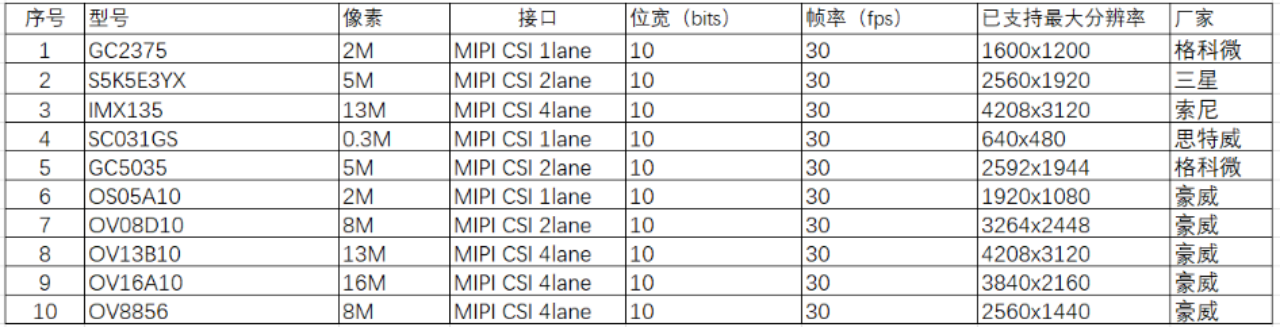 序号 型号 像素 接口 位宽（bits） 帧率（fps） 已支持最大分辨率 厂家
1 GC2375 2M MIPI CSI 1lane 10 30 1600x1200 格科微
2 S5K5E3YX 5M MIPI CSI 2lane 10 30 2560x1920 三星
3 IMX135 13M MIPI CSI 4lane 10 30 4208x3120 索尼
4 SC031GS 0.3M MIPI CSI 1lane 10 30 640x480 思特威
5 GC5035 5M MIPI CSI 2lane 10 30 2592x1944 格科微
6 OS05A10 2M MIPI CSI 1lane 10 30 1920x1080 豪威
7 OV08D10 8M MIPI CSI 2lane 10 30 3264x2448 豪威
8 OV13B10 13M MIPI CSI 4lane 10 30 4208x3120 豪威
9 OV16A10 16M MIPI CSI 4lane 10 30 3840x2160 豪威
10 OV8856 8M MIPI CSI 4lane 10 30 2560x1440 豪威